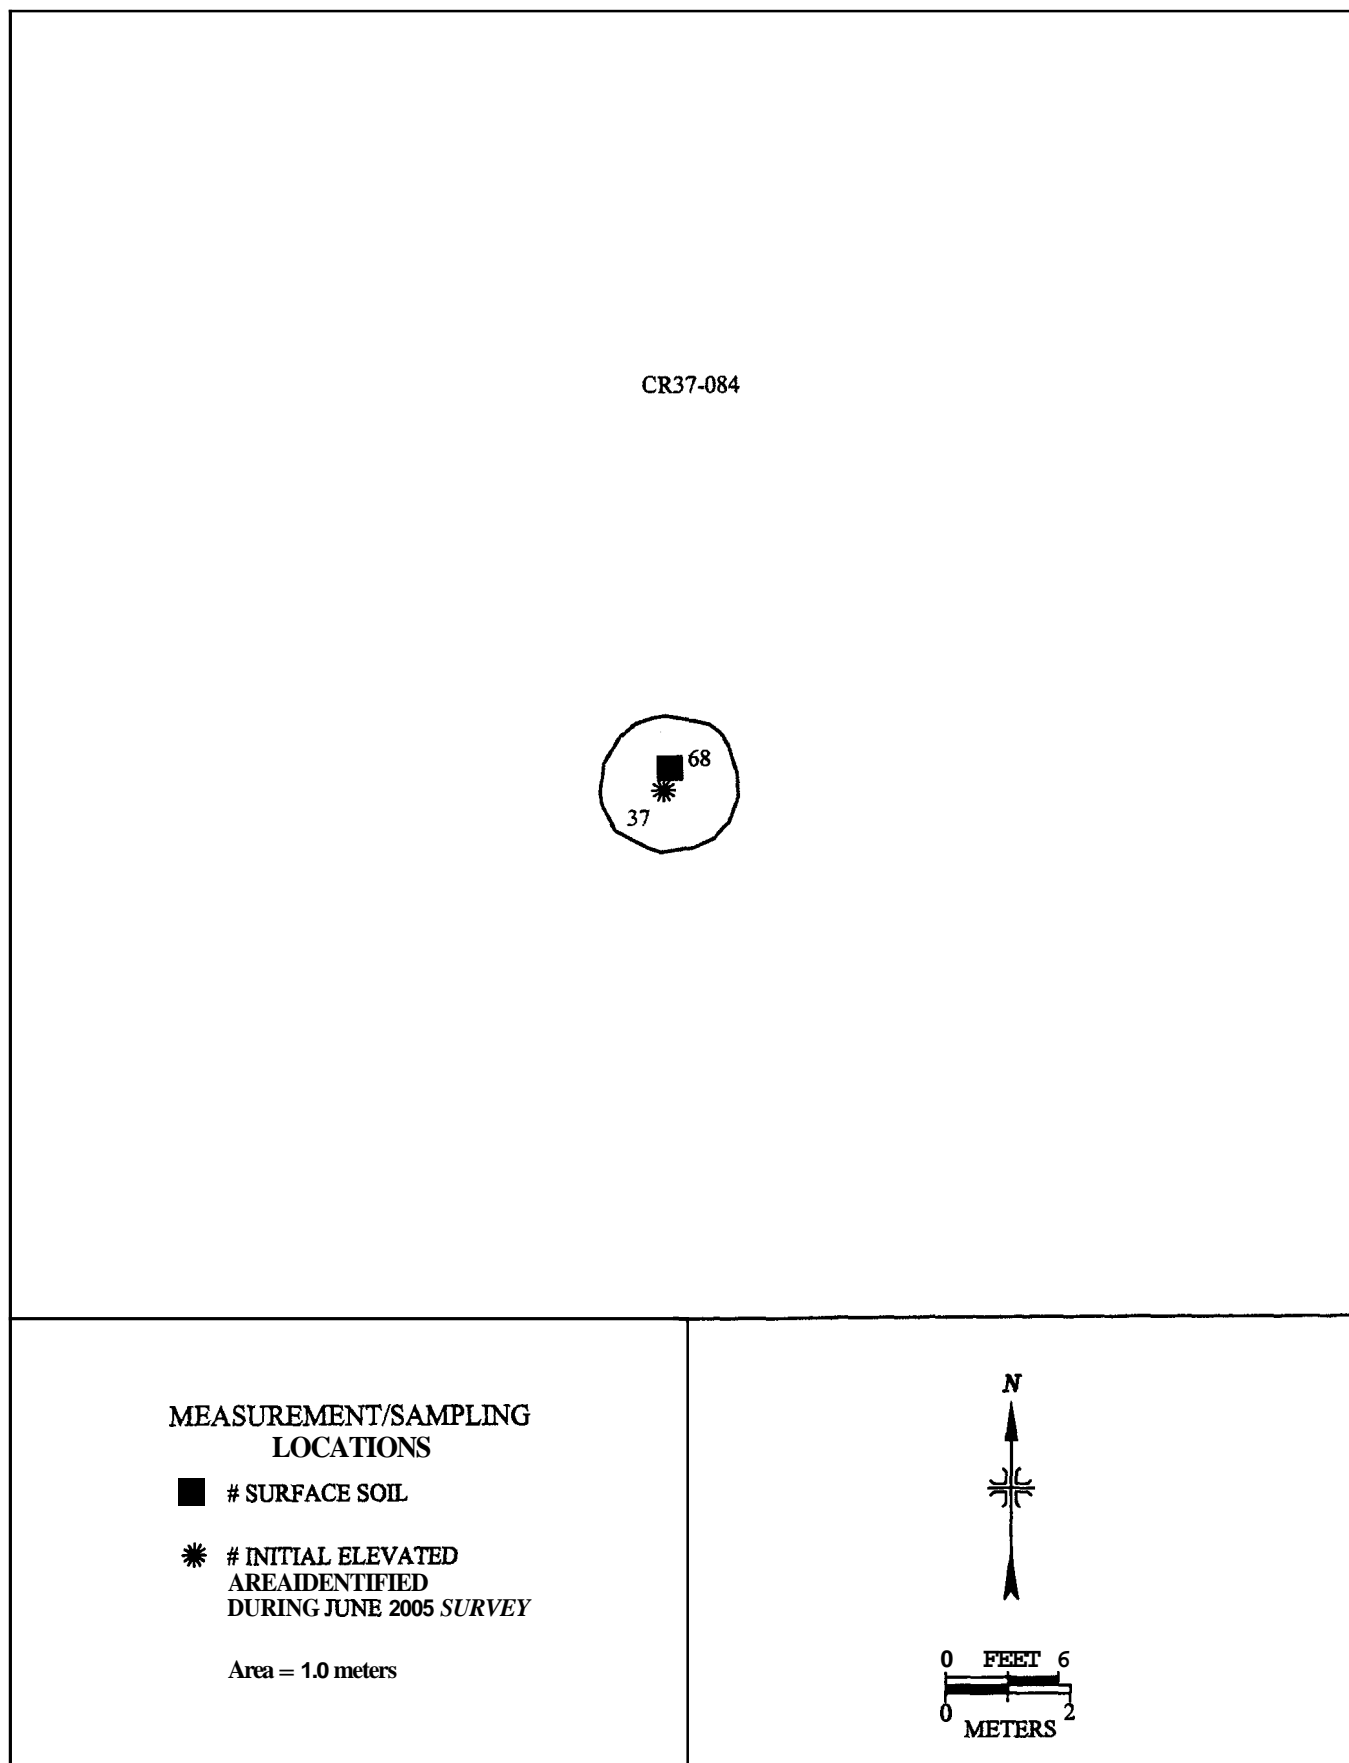 CR37-084
68
37
MEASUREMENT/SAMPLING
LOCATIONS
# SURFACE SOIL
# INITIAL ELEVATED
AREAIDENTIFIED
DURING JUNE 2005 SURVEY
Area = 1.0 meters
N
0 FEET 6
0 2
METERS